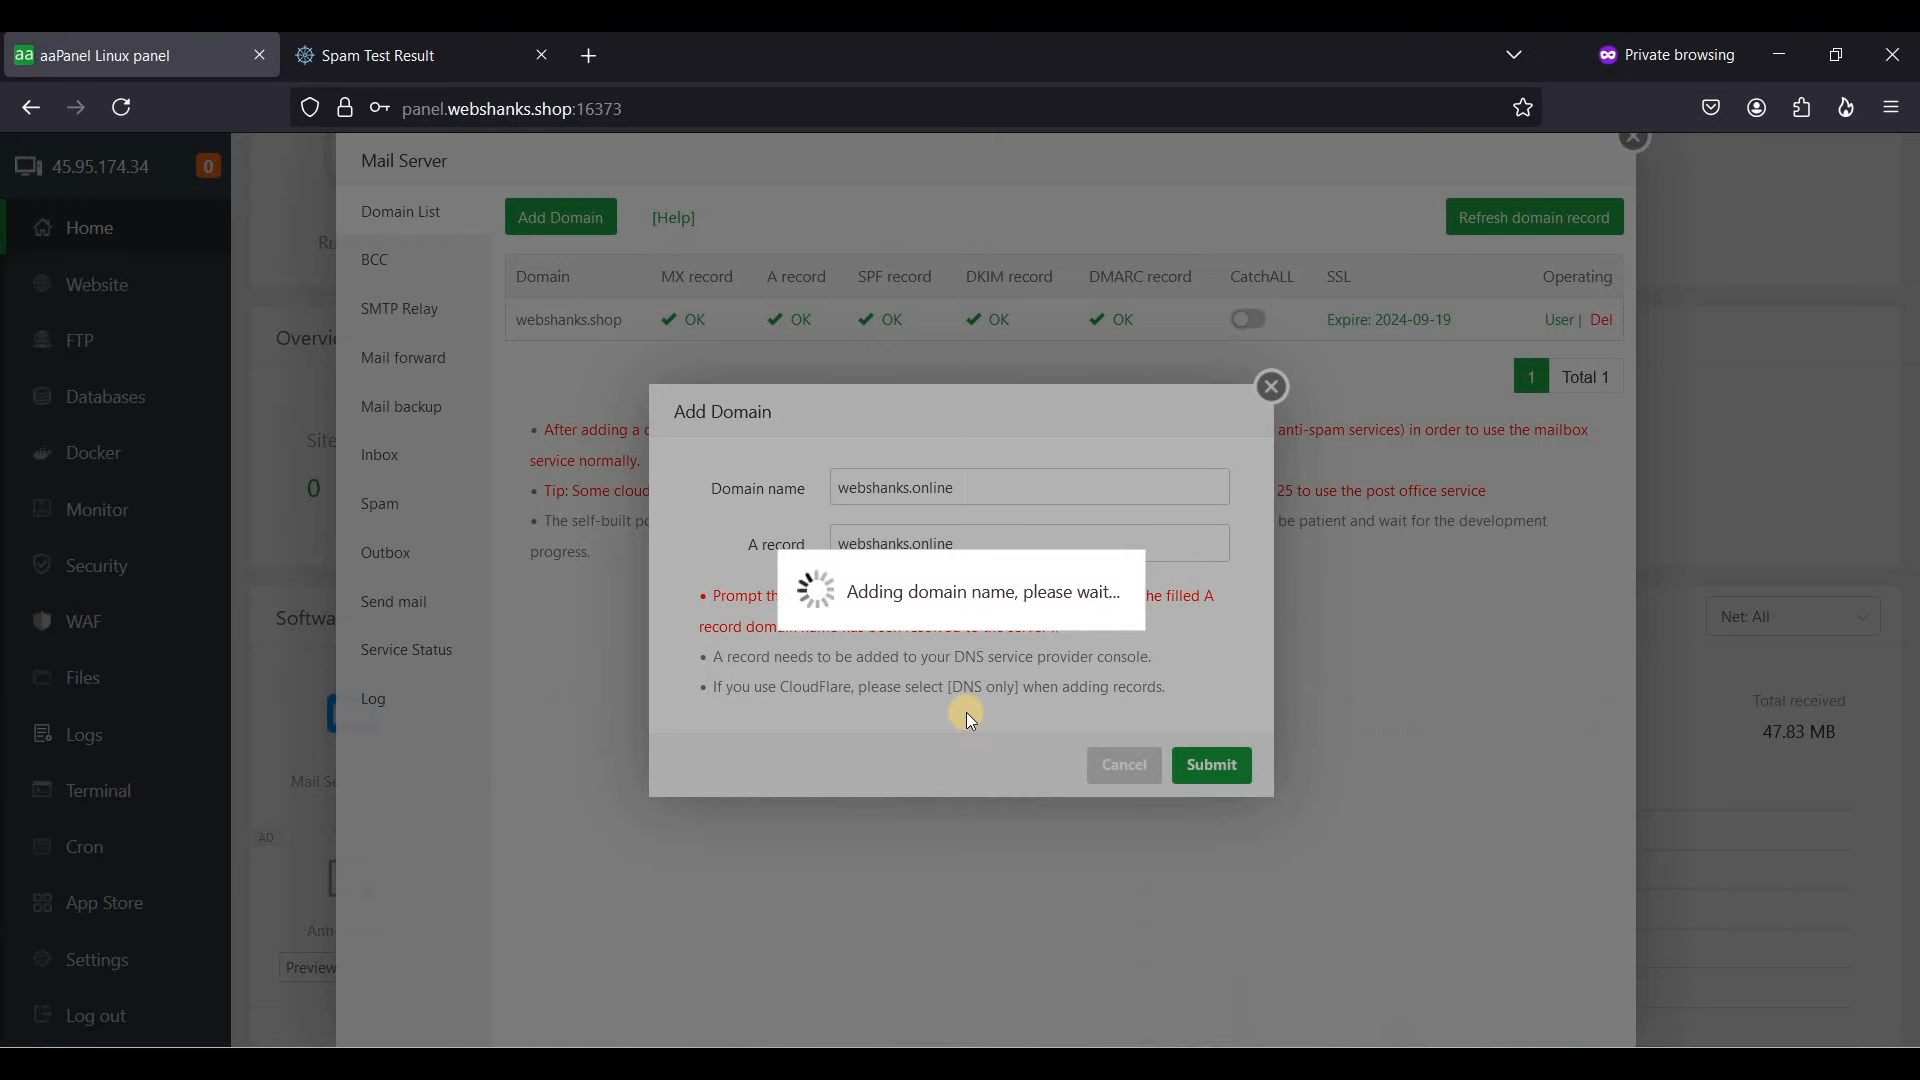 aa aaPanel Linux panel
Spam Test Result
Private browsing
panel.webshanks.shop:16373
45.95.174.34
0
Home
Website
FTP
Databases
Docker
Monitor
Security
WAF
Files
Logs
Terminal
Cron
App Store
Settings
Log out
Ru
Overvi
Site
0
Softwa
Mail Se
AD
Anti-
Preview
Mail Server
Domain List
BCC
SMTP Relay
Mail forward
Mail backup
Inbox
Spam
Outbox
Send mail
Service Status
Log
Add Domain
[Help]
Refresh domain record
Domain MX record A record SPF record DKIM record DMARC record CatchALL SSL Operating
webshanks.shop OK OK OK OK OK Expire: 2024-09-19 User | Del
1 Total 1
• After adding a anti-spam services) in order to use the mailbox
service normally.
• Tip: Some cloud 25 to use the post office service
• The self-built po be patient and wait for the development
progress.
Add Domain
Domain name webshanks.online
A record webshanks.online
Adding domain name, please wait...
• Prompt th he filled A
record
• A record needs to be added to your DNS service provider console.
• If you use CloudFlare, please select [DNS only] when adding records.
Cancel
Submit
Net: All
Total received
47.83 MB